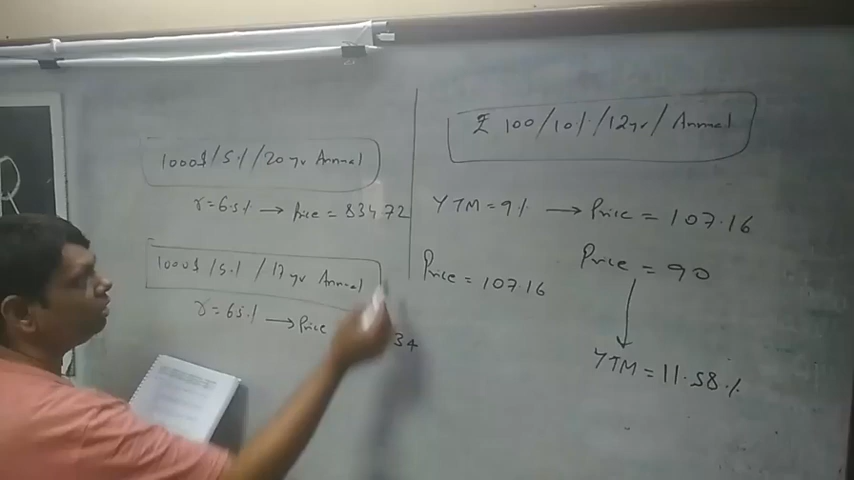 1000$/5%/20yr Annual
r=6.5% → Price = 834.72
1000$/5%/17yr Annual
r=6.5% → Price 34
₤ 100/10%/12yr/Annual
YTM=9% → Price = 107.16
Price = 107.16
Price = 90
YTM = 11.58%